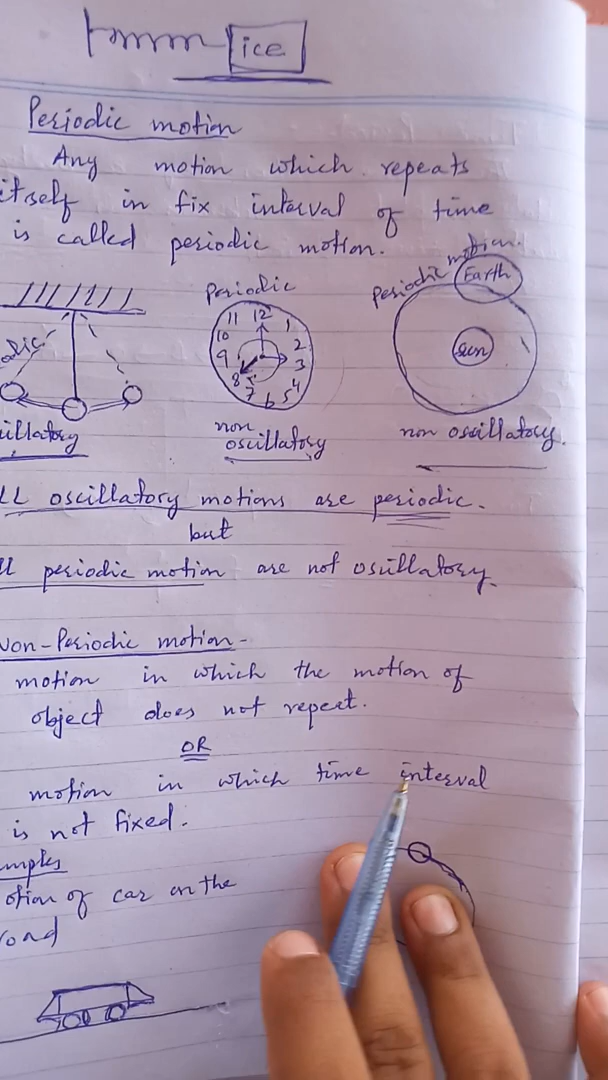 ice
Periodic motion
Any motion which repeats
itself in fix interval of time
is called periodic motion.
Periodic
periodic motion.
Earth
Sun
11 12 1
10 2
9 3
8 4
7 6 5
non
oscillatory
non oscillatory.
oscillatory motions are periodic.
but
periodic motion are not oscillatory.
Non-Periodic motion-
motion in which the motion of
object does not repeat.
OR
motion in which time interval
is not fixed.
of car on the